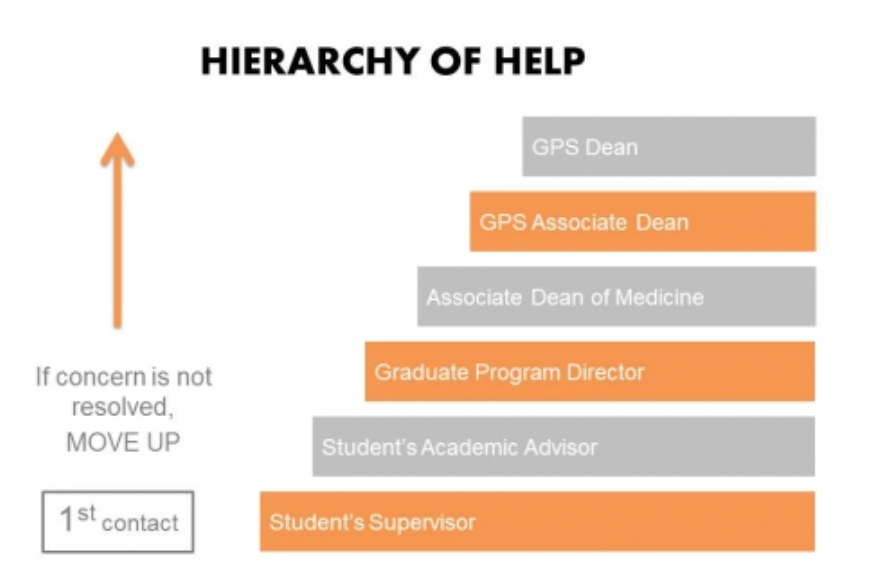 HIERARCHY OF HELP
GPS Dean
GPS Associate Dean
Associate Dean of Medicine
Graduate Program Director
Student's Academic Advisor
Student's Supervisor
If concern is not
resolved,
MOVE UP
1st contact